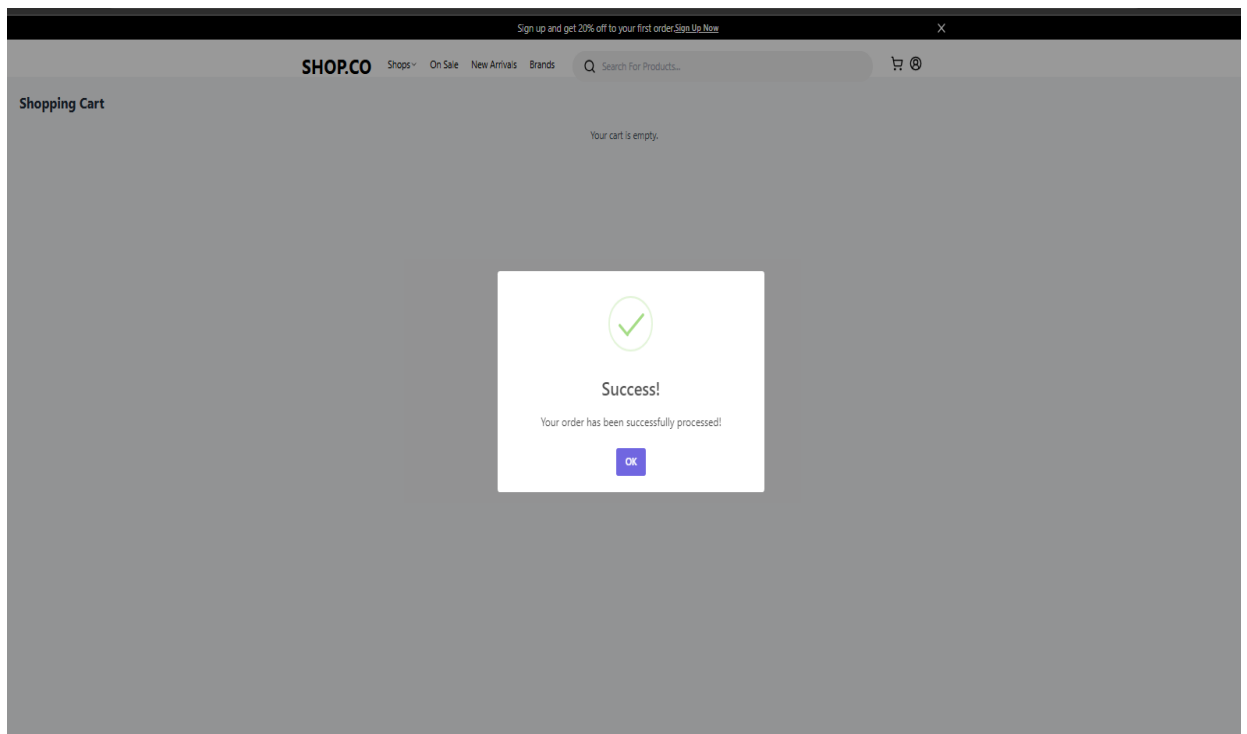 Sign up and get 20% off to your first order.Sign Up Now X
SHOP.CO Shops On Sale New Arrivals Brands Search For Products...
Shopping Cart
Your cart is empty.
Success!
Your order has been successfully processed!
OK